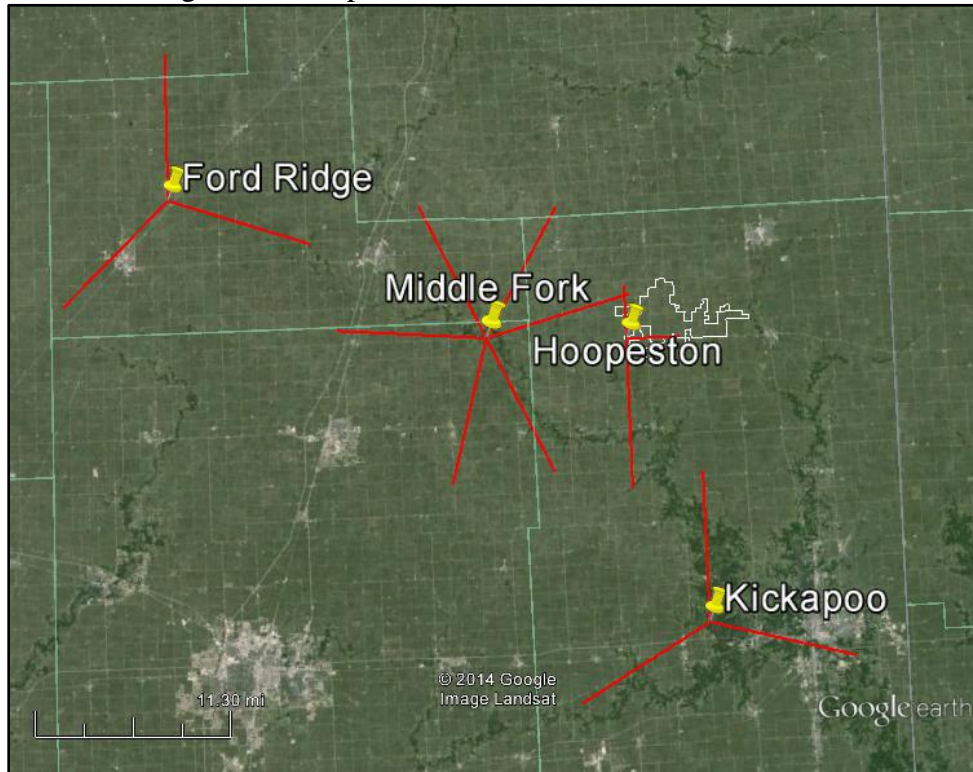 Ford Ridge
Middle Fork
Hoopeston
Kickapoo
© 2014 Google
Image Landsat
11.30 mi
Google earth